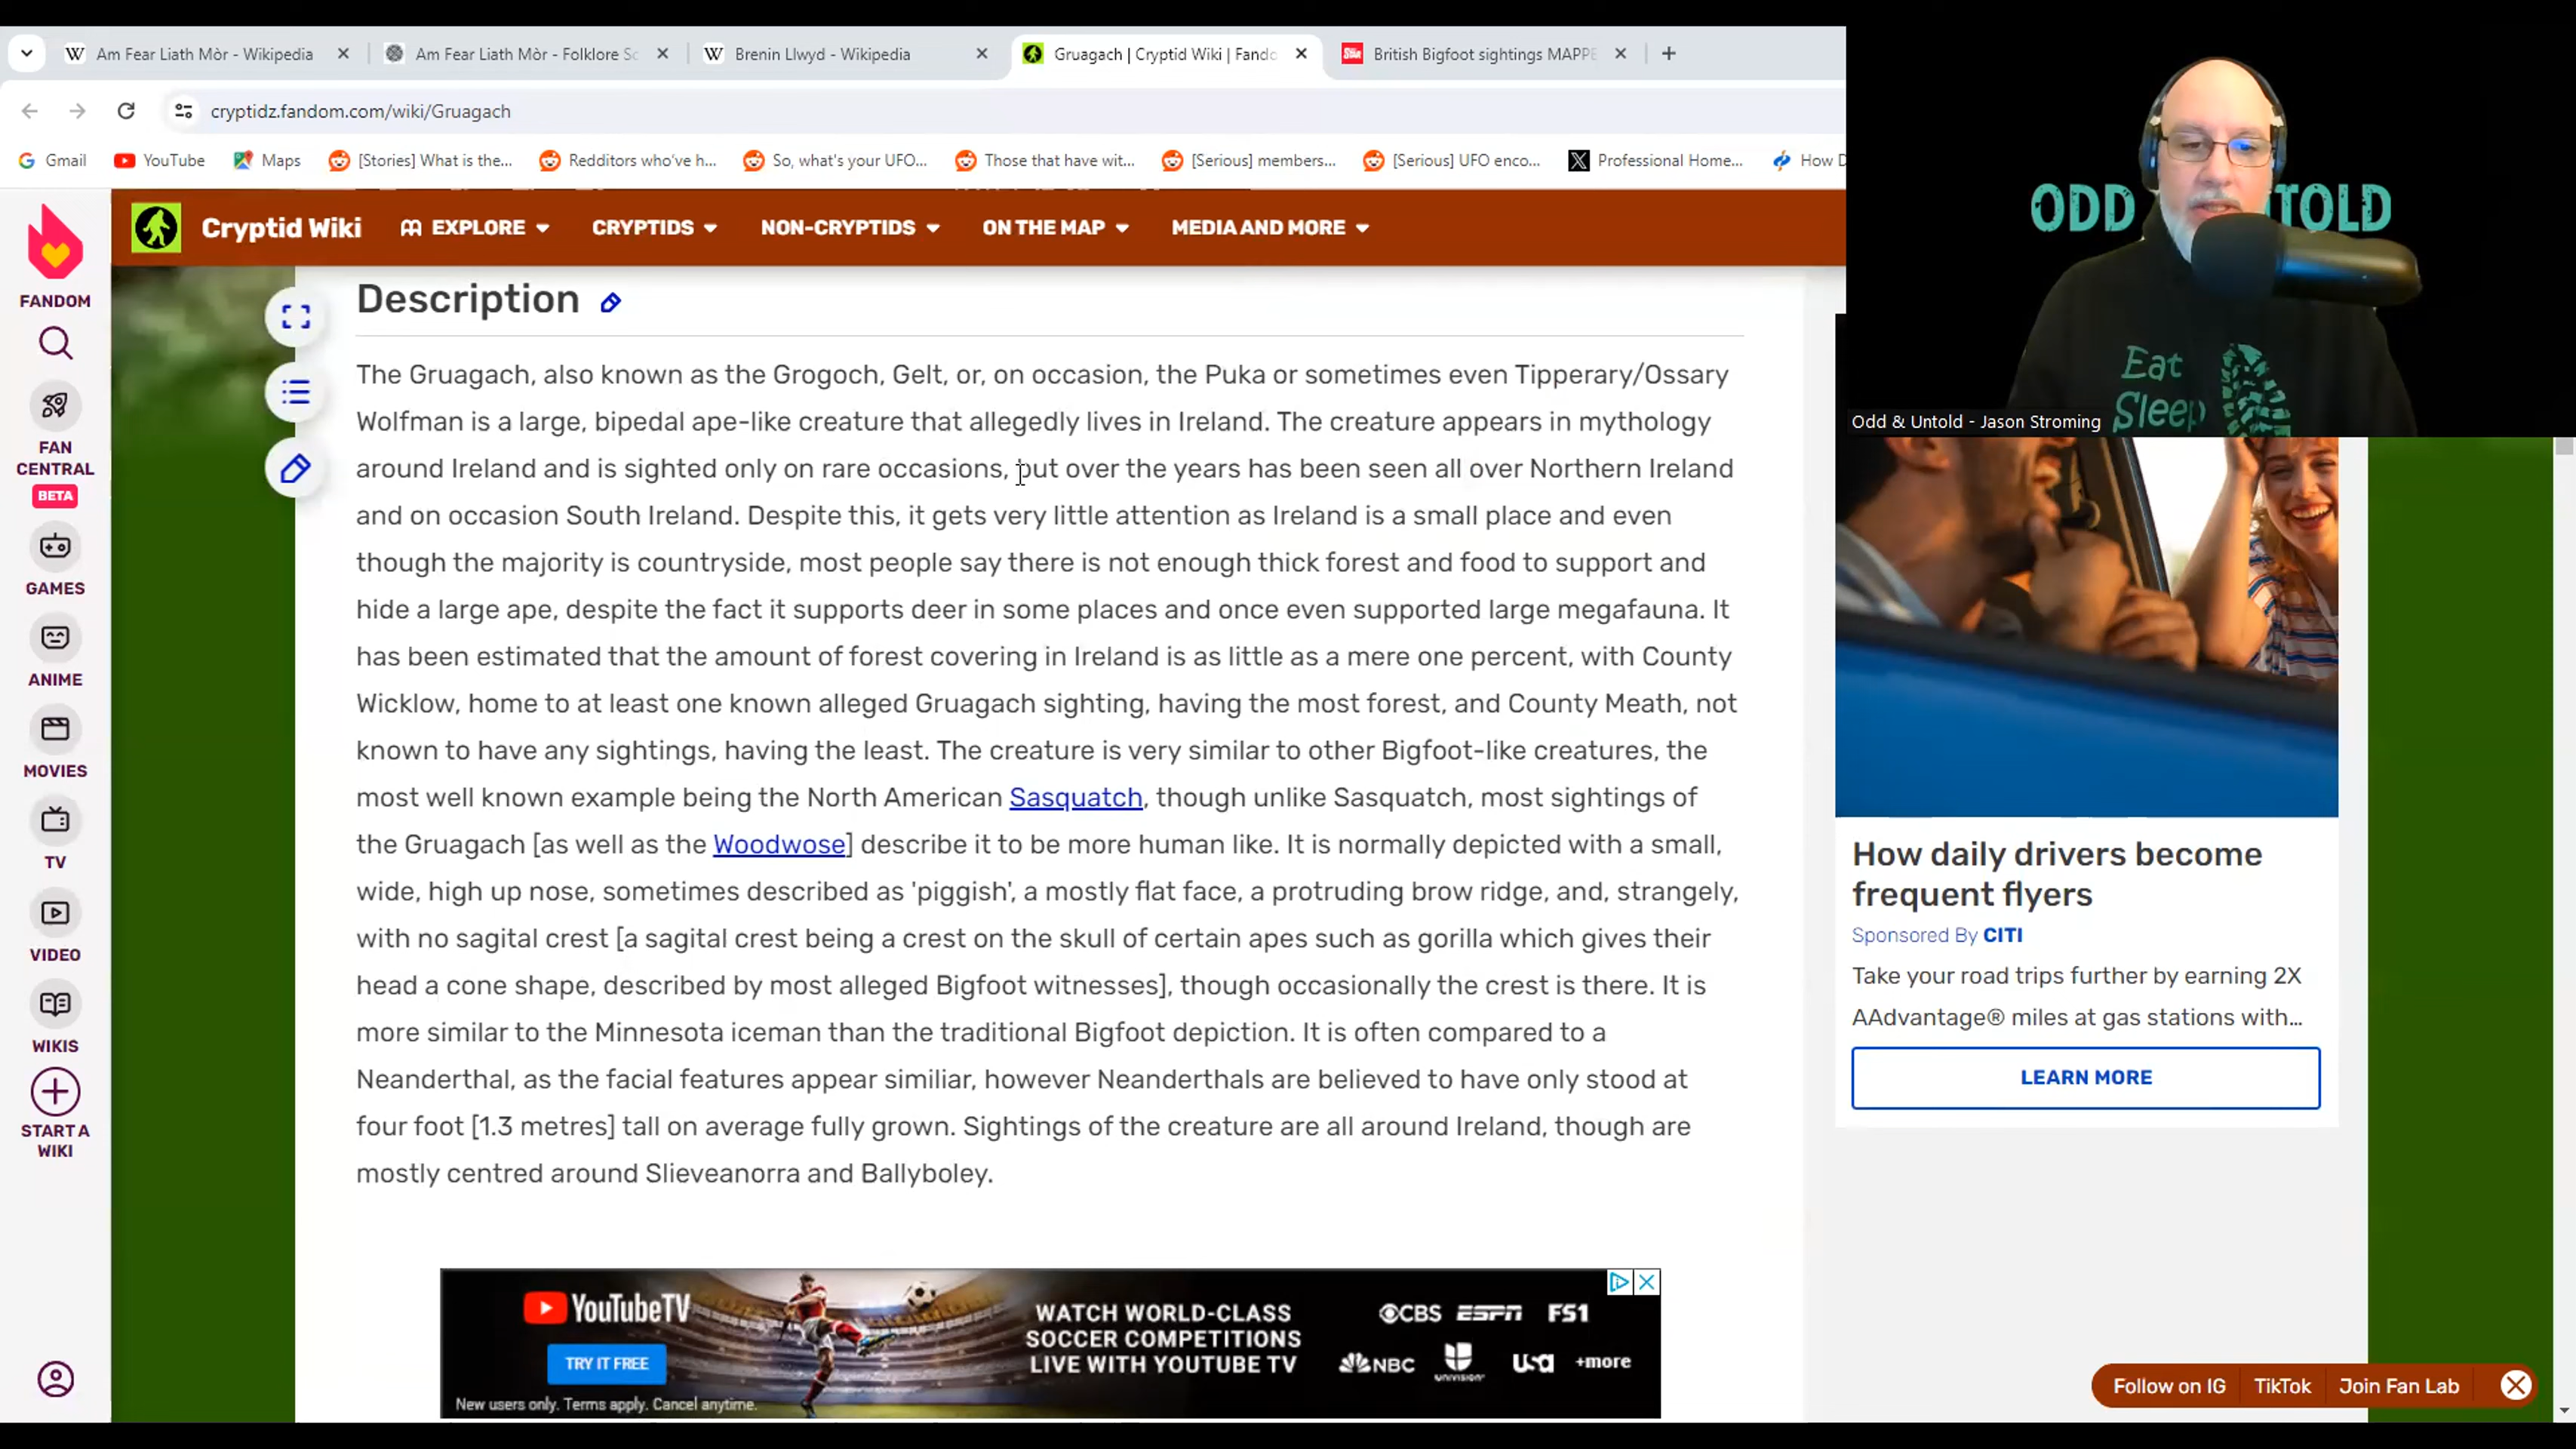 Am Fear Liath Mòr - Wikipedia
Am Fear Liath Mòr - Folklore Sc
Brenin Llwyd - Wikipedia
Gruagach | Cryptid Wiki | Fando
British Bigfoot sightings MAPPE
cryptidz.fandom.com/wiki/Gruagach
Gmail
YouTube
Maps
[Stories] What is the...
Redditors who've h...
So, what's your UFO...
Those that have wit...
[Serious] members...
[Serious] UFO enco...
Professional Home...
How D
Cryptid Wiki
EXPLORE
CRYPTIDS
NON-CRYPTIDS
ON THE MAP
MEDIA AND MORE
FANDOM
FAN
CENTRAL
BETA
GAMES
ANIME
MOVIES
TV
VIDEO
WIKIS
START A
WIKI
Description
The Gruagach, also known as the Grogoch, Gelt, or, on occasion, the Puka or sometimes even Tipperary/Ossary
Wolfman is a large, bipedal ape-like creature that allegedly lives in Ireland. The creature appears in mythology
around Ireland and is sighted only on rare occasions, but over the years has been seen all over Northern Ireland
and on occasion South Ireland. Despite this, it gets very little attention as Ireland is a small place and even
though the majority is countryside, most people say there is not enough thick forest and food to support and
hide a large ape, despite the fact it supports deer in some places and once even supported large megafauna. It
has been estimated that the amount of forest covering in Ireland is as little as a mere one percent, with County
Wicklow, home to at least one known alleged Gruagach sighting, having the most forest, and County Meath, not
known to have any sightings, having the least. The creature is very similar to other Bigfoot-like creatures, the
most well known example being the North American Sasquatch, though unlike Sasquatch, most sightings of
the Gruagach [as well as the Woodwose] describe it to be more human like. It is normally depicted with a small,
wide, high up nose, sometimes described as 'piggish', a mostly flat face, a protruding brow ridge, and, strangely,
with no sagital crest [a sagital crest being a crest on the skull of certain apes such as gorilla which gives their
head a cone shape, described by most alleged Bigfoot witnesses], though occasionally the crest is there. It is
more similar to the Minnesota iceman than the traditional Bigfoot depiction. It is often compared to a
Neanderthal, as the facial features appear similiar, however Neanderthals are believed to have only stood at
four foot [1.3 metres] tall on average fully grown. Sightings of the creature are all around Ireland, though are
mostly centred around Slieveanorra and Ballyboley.
YouTubeTV
TRY IT FREE
New users only. Terms apply. Cancel anytime.
WATCH WORLD-CLASS
SOCCER COMPETITIONS
LIVE WITH YOUTUBE TV
CBS ESPN FS1
NBC UNIVISION USA +more
ODD TOLD
Eat
Sleep
Odd & Untold - Jason Stroming
How daily drivers become
frequent flyers
Sponsored By CITI
Take your road trips further by earning 2X
AAdvantage® miles at gas stations with...
LEARN MORE
Follow on IG
TikTok
Join Fan Lab